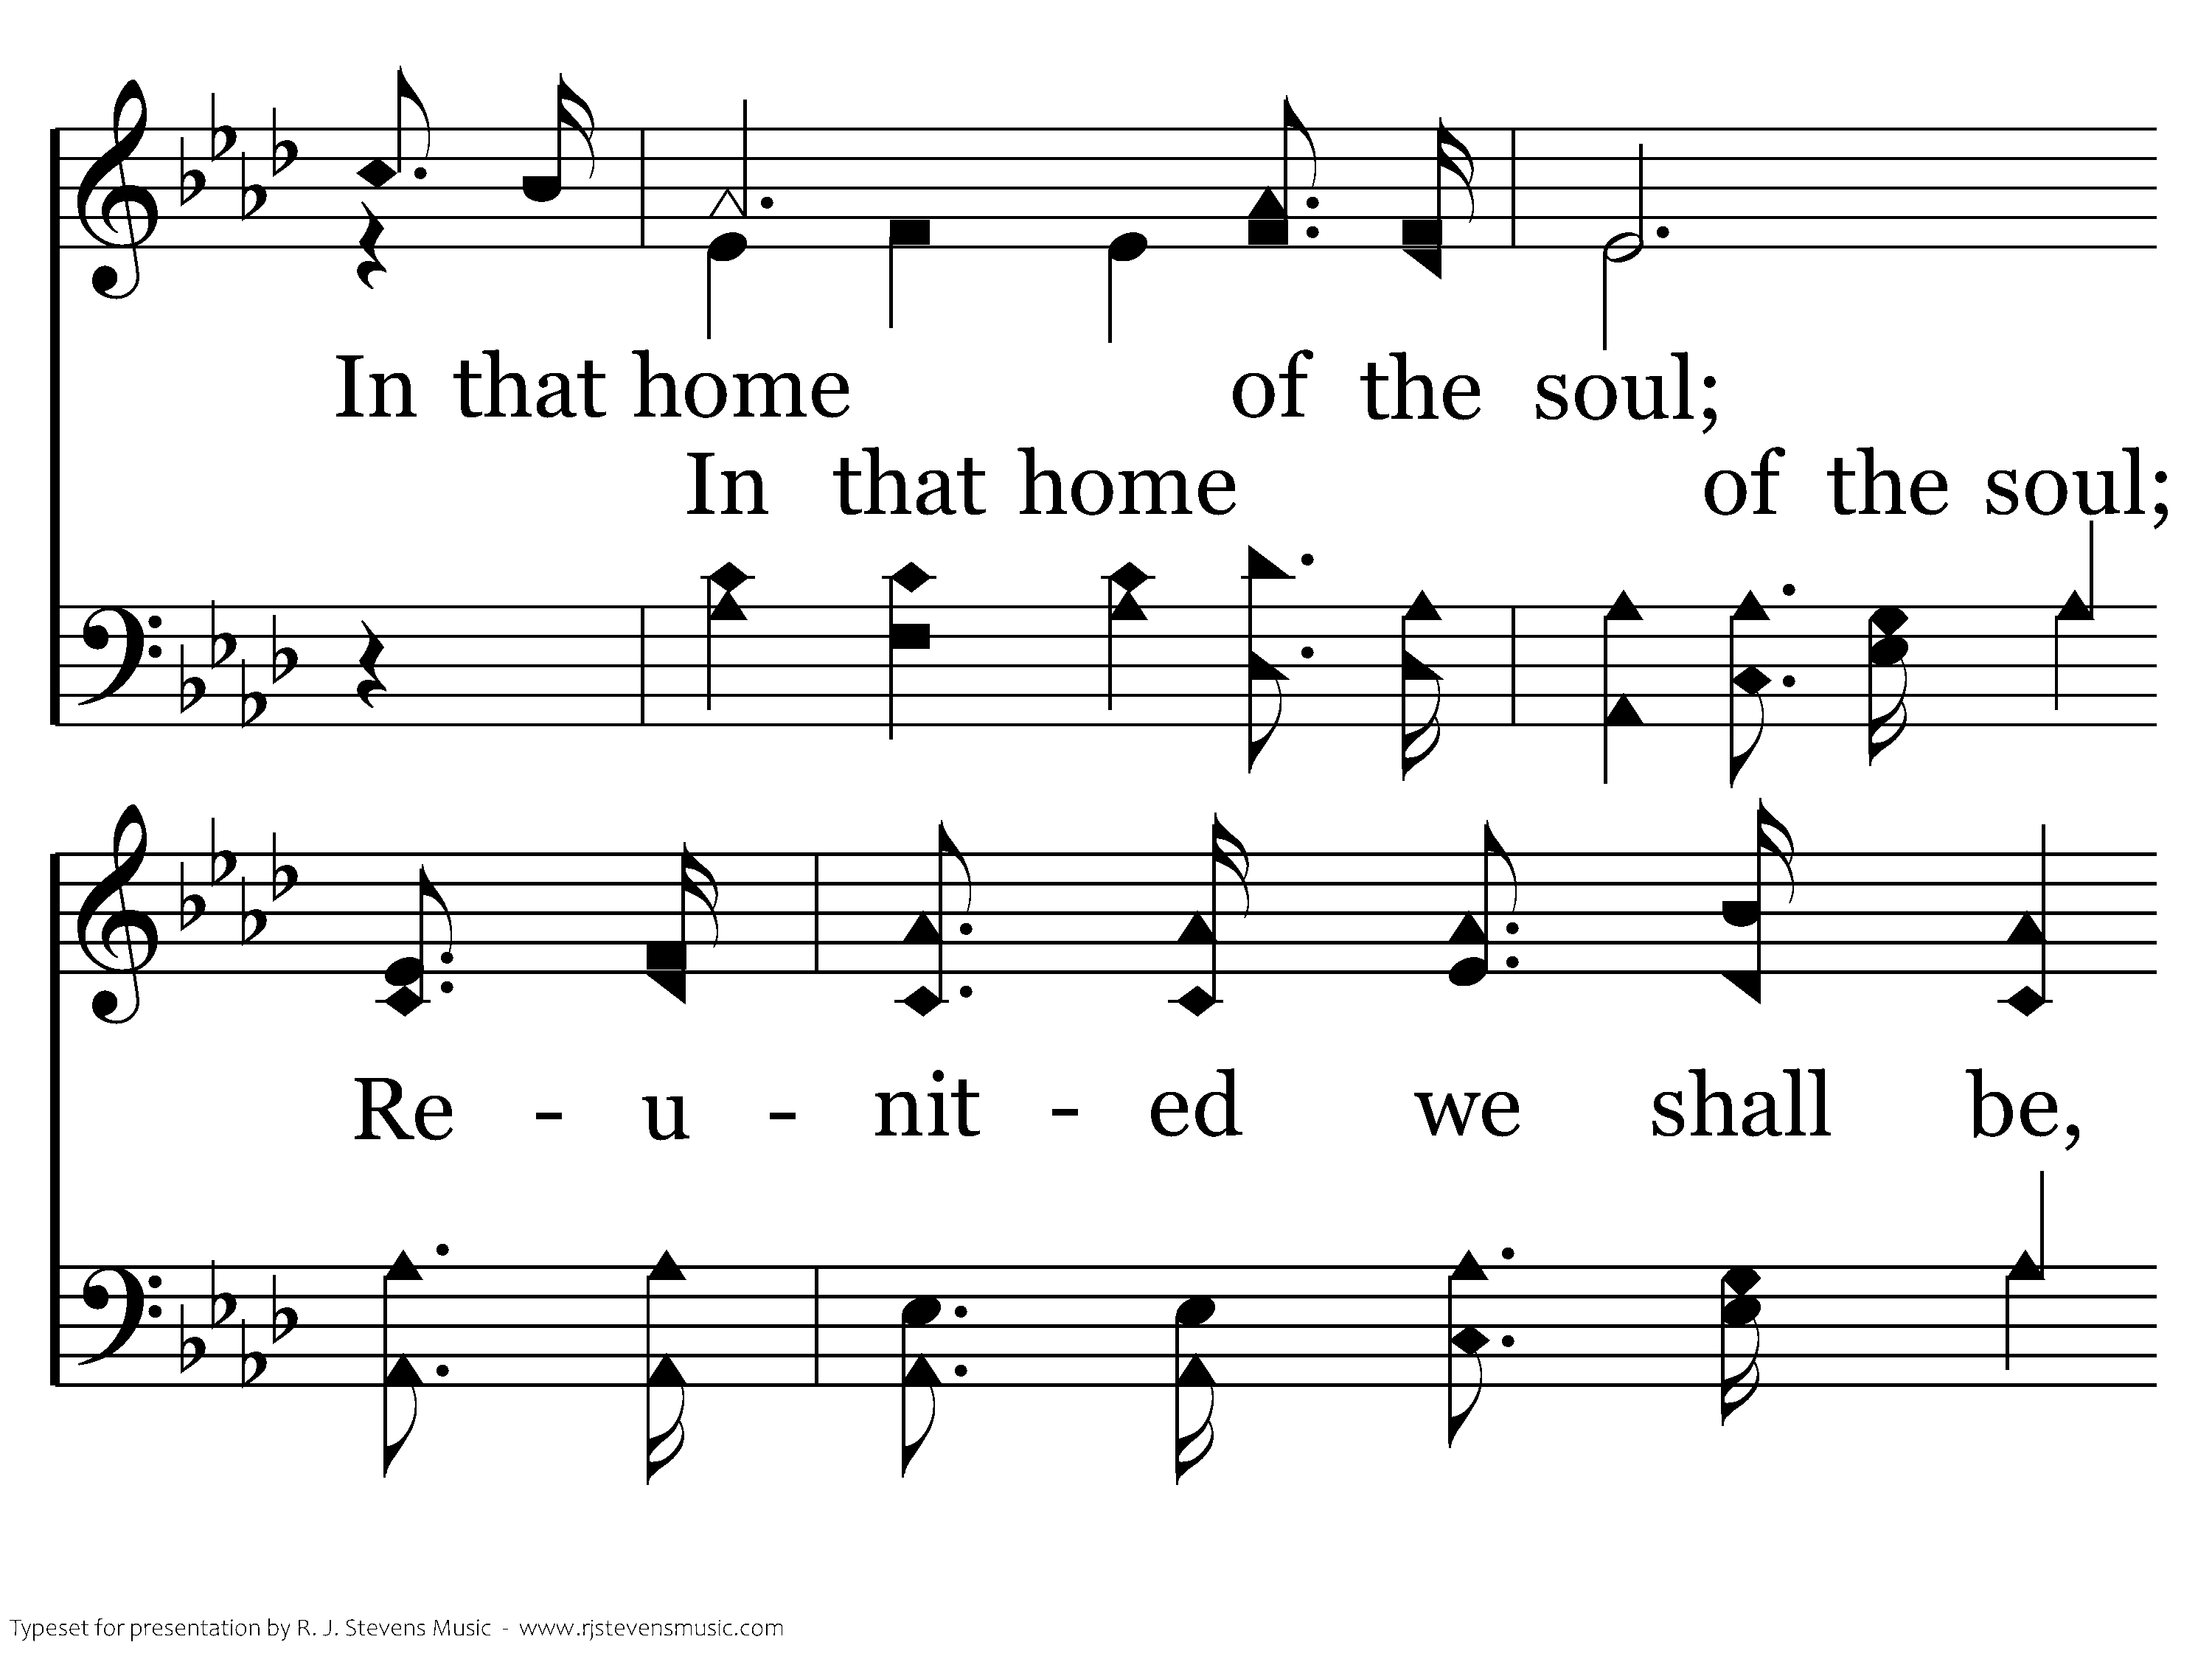 In that home of the soul;
In that home of the soul;
Re - u - nit - ed we shall be,
Typeset for presentation by R. J. Stevens Music - www.rjstevensmusic.com